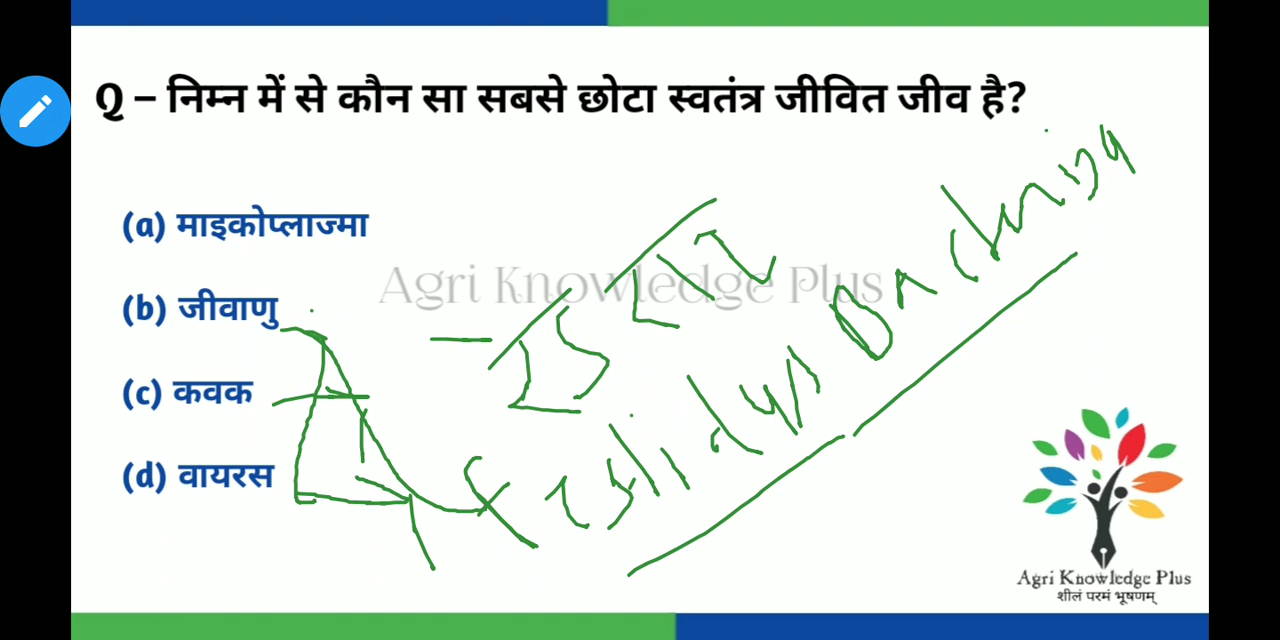 Q – निम्न में से कौन सा सबसे छोटा स्वतंत्र जीवित जीव है?
(a) माइकोप्लाज्मा
(b) जीवाणु
(c) कवक
(d) वायरस
Agri Knowledge Plus
Agri Knowledge Plus
शीलं परमं भूषणम्